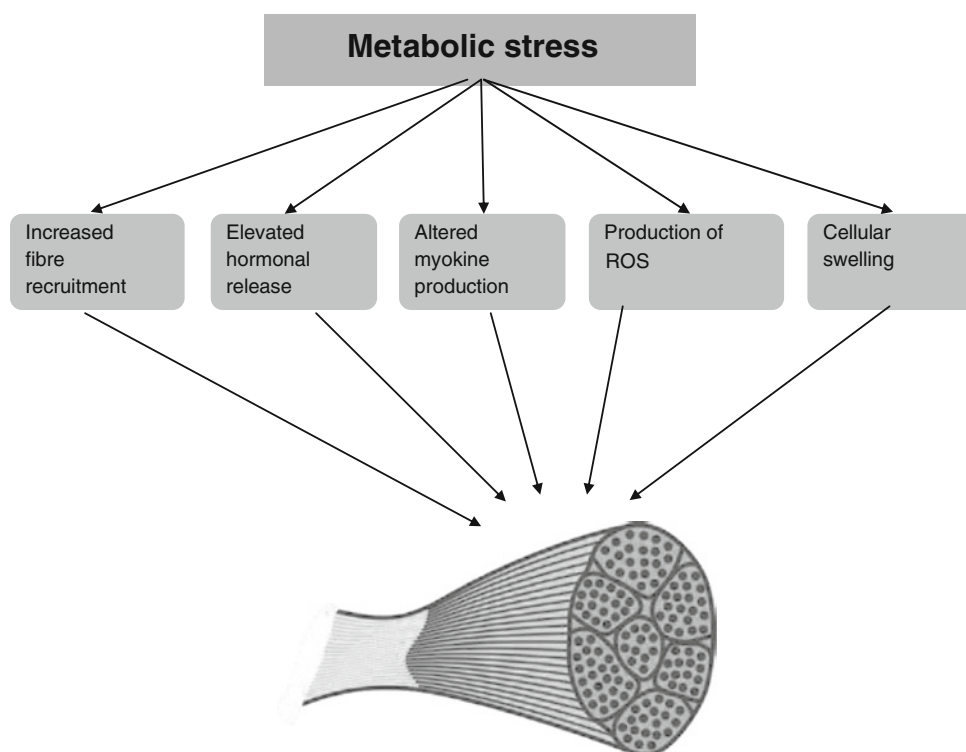 Metabolic stress
Increased
fibre
recruitment
Elevated
hormonal
release
Altered
myokine
production
Production of
ROS
Cellular
swelling